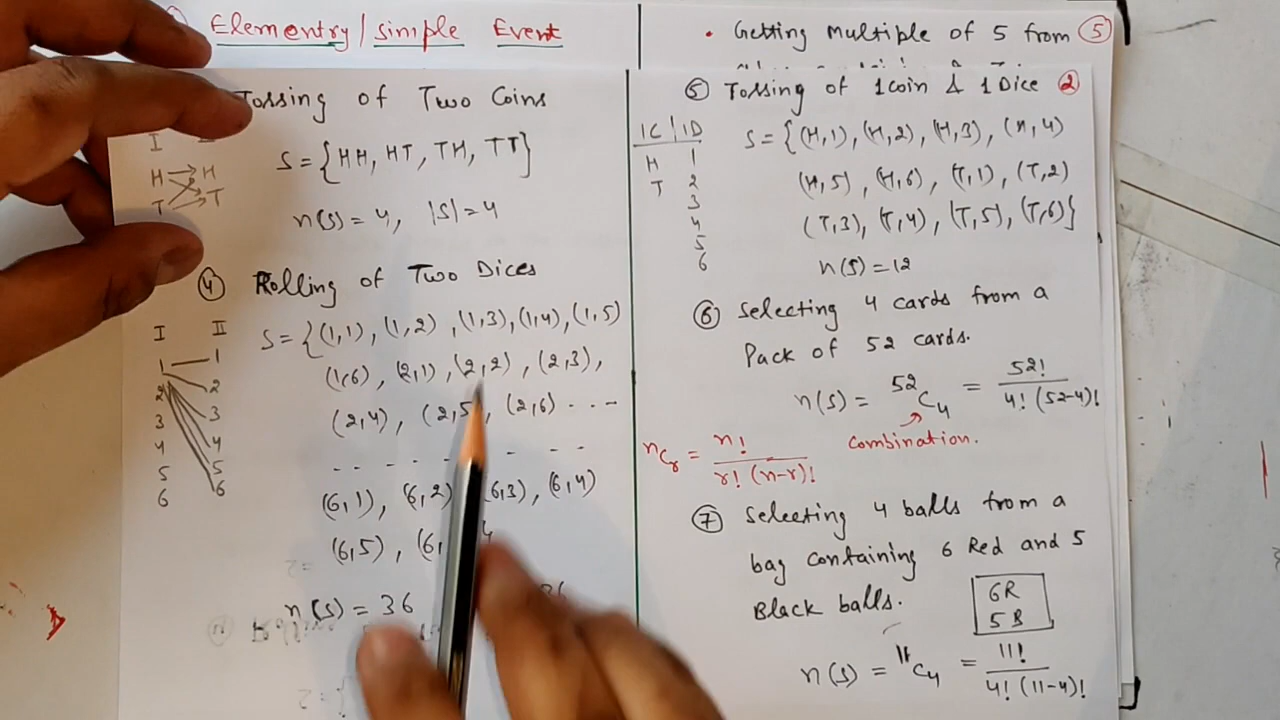 Elementry/simple Event
Tossing of Two Coins
I
H → H
T → T
S = {HH, HT, TH, TT}
n(s) = 4, |S| = 4
④ Rolling of Two Dices
I II
1 1
2 2
3 3
4 4
5 5
6 6
S = {(1,1), (1,2), (1,3), (1,4), (1,5)
(1,6), (2,1), (2,2), (2,3),
(2,4), (2,5), (2,6) ---
-- - - - - - -
(6,1), (6,2) (6,3), (6,4)
(6,5), (6,
n(s) = 36
• Getting Multiple of 5 from ⑤
⑤ Tossing of 1coin & 1Dice ②
1C | 1D
H 1
T 2
3
4
5
6
S = {(H,1), (H,2), (H,3), (H,4)
(H,5), (H,6), (T,1), (T,2)
(T,3), (T,4), (T,5), (T,6)}
n(S) = 12
⑥ Selecting 4 cards from a
Pack of 52 cards.
n(s) = 52C4 = 52! / 4! (52-4)!
Combination.
nCr = n! / r! (n-r)!
⑦ Selecting 4 balls from a
bag containing 6 Red and 5
Black balls.
6R
5B
n(s) = 11C4 = 11! / 4! (11-4)!